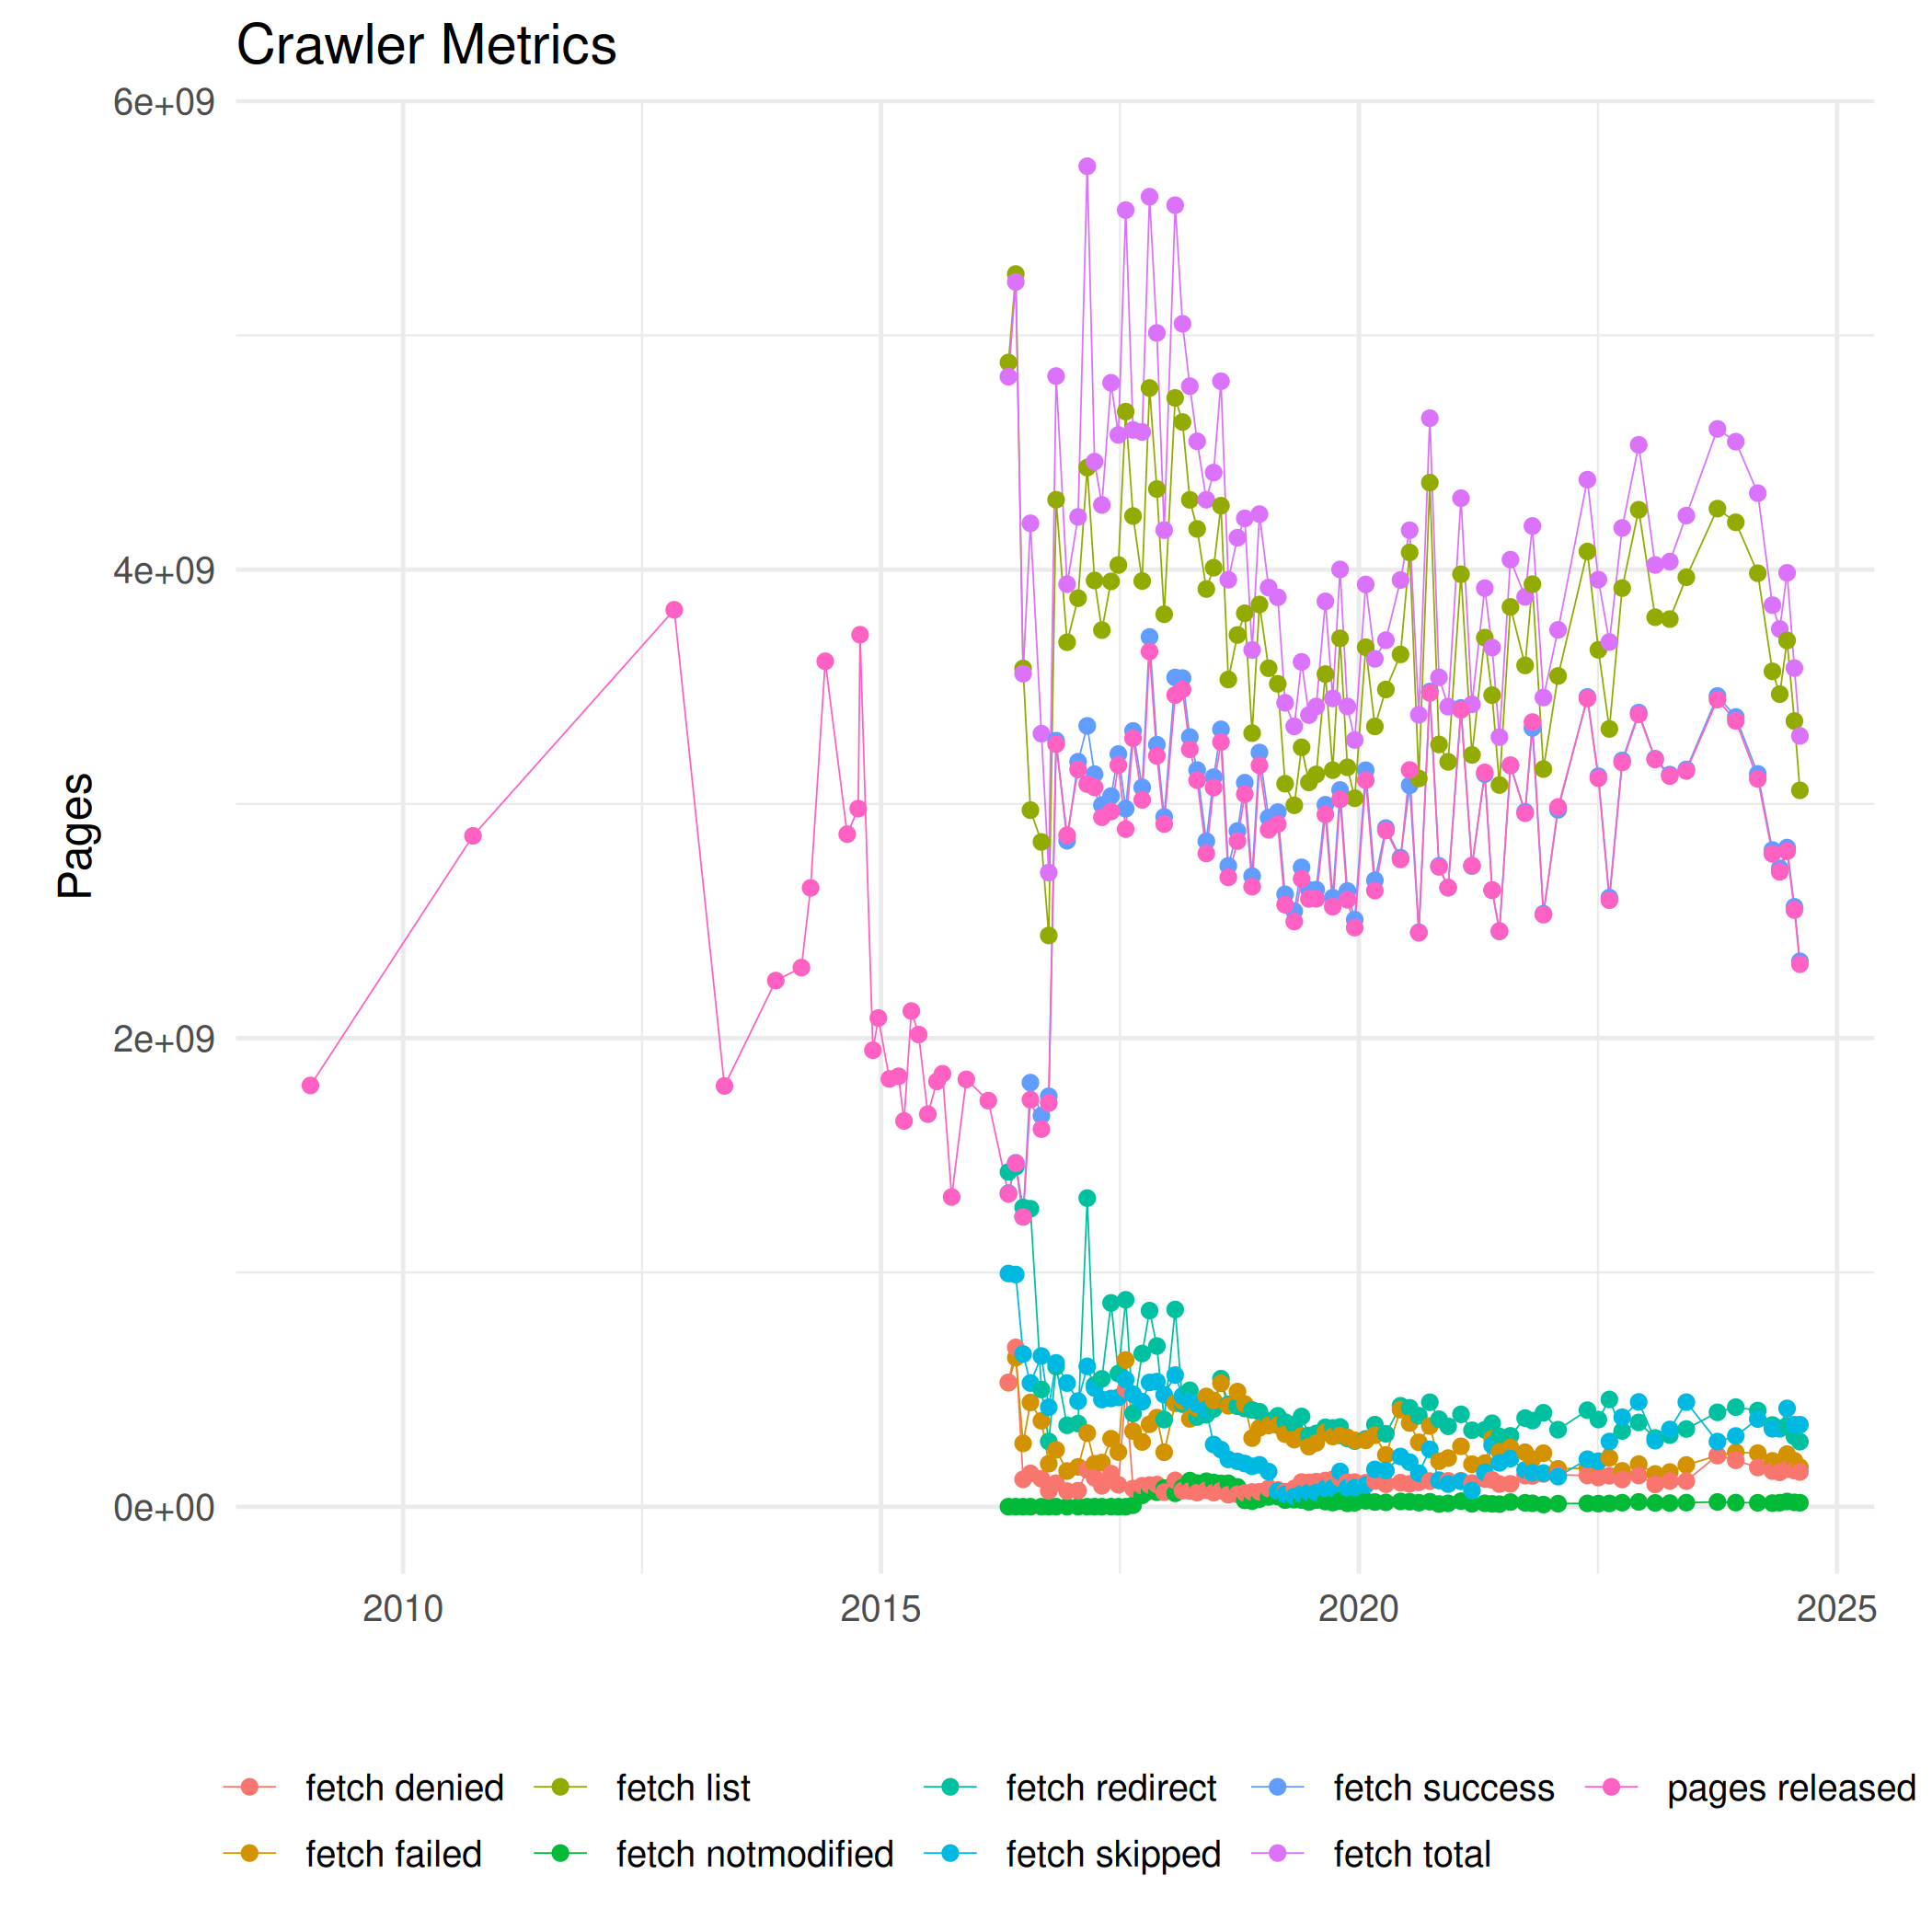 Crawler Metrics
6e+09
4e+09
2e+09
0e+00
Pages
2010 2015 2020 2025
fetch denied fetch list fetch redirect fetch success pages released
fetch failed fetch notmodified fetch skipped fetch total